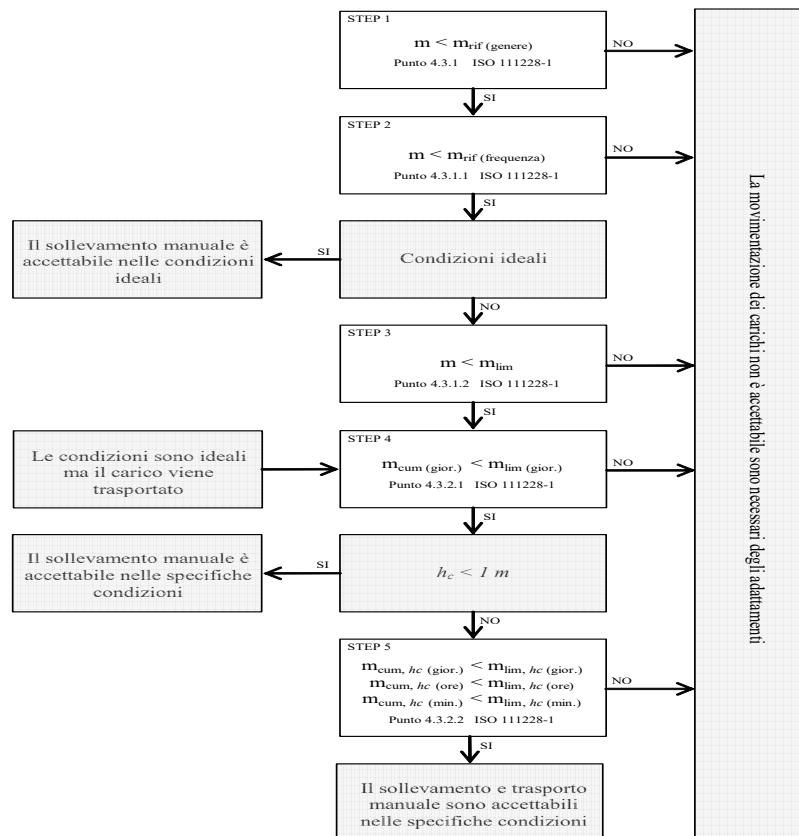 STEP 1
m < mrif (genere)
Punto 4.3.1 ISO 111228-1
NO
SI
STEP 2
m < mrif (frequenza)
Punto 4.3.1.1 ISO 111228-1
NO
SI
Il sollevamento manuale è
accettabile nelle condizioni
ideali
SI
Condizioni ideali
NO
STEP 3
m < mlim
Punto 4.3.1.2 ISO 111228-1
NO
SI
Le condizioni sono ideali
ma il carico viene
trasportato
STEP 4
mcum (gior.) < mlim (gior.)
Punto 4.3.2.1 ISO 111228-1
NO
SI
Il sollevamento manuale è
accettabile nelle specifiche
condizioni
SI
hc < 1 m
NO
STEP 5
mcum, hc (gior.) < mlim, hc (gior.)
mcum, hc (ore) < mlim, hc (ore)
mcum, hc (min.) < mlim, hc (min.)
Punto 4.3.2.2 ISO 111228-1
NO
SI
Il sollevamento e trasporto
manuale sono accettabili
nelle specifiche condizioni
La movimentazione dei carichi non è accettabile sono necessari degli adattamenti